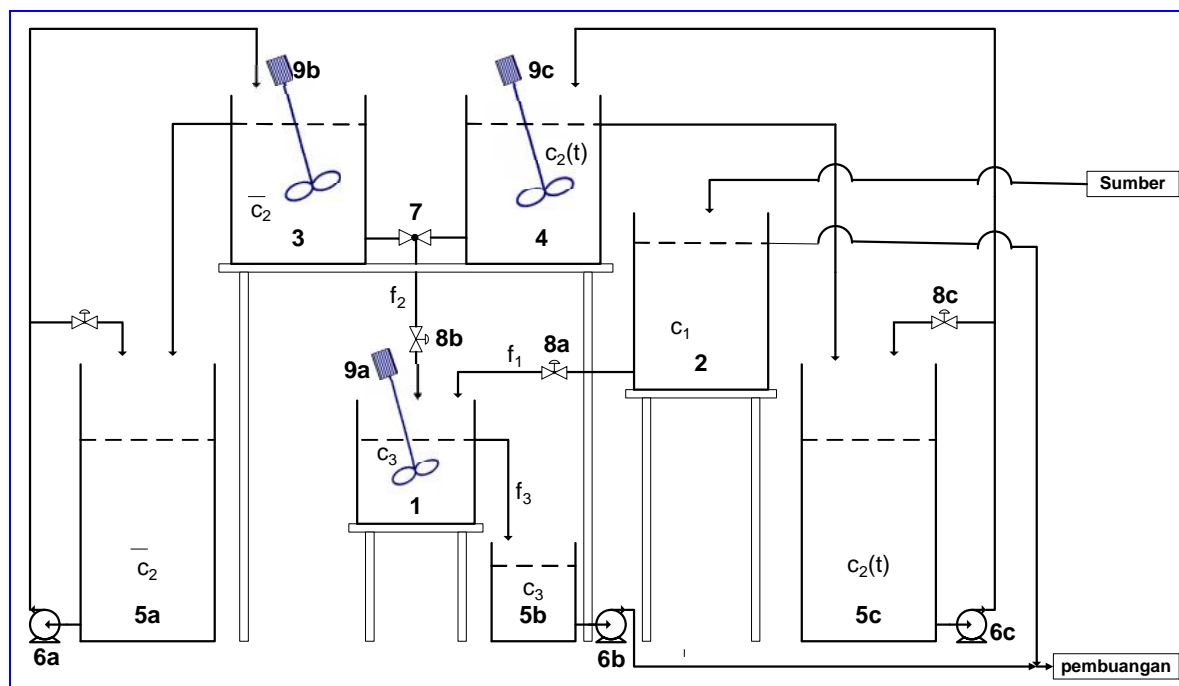 9b
9c
c₂(t)
Sumber
c̅₂
7
3
4
f₂
8c
8b
8a
c₁
9a
f₁
2
c₃
1
f₃
c̅₂
c₃
c₂(t)
5a
5b
5c
6a
6b
6c
pembuangan